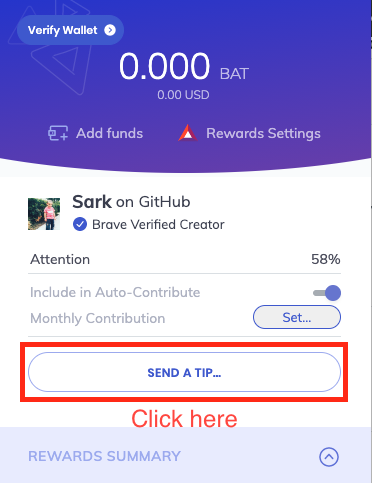 Verify Wallet
0.000 BAT
0.00 USD
Add funds
Rewards Settings
Sark on GitHub
Brave Verified Creator
Attention 58%
Include in Auto-Contribute
Monthly Contribution Set...
SEND A TIP...
Click here
REWARDS SUMMARY